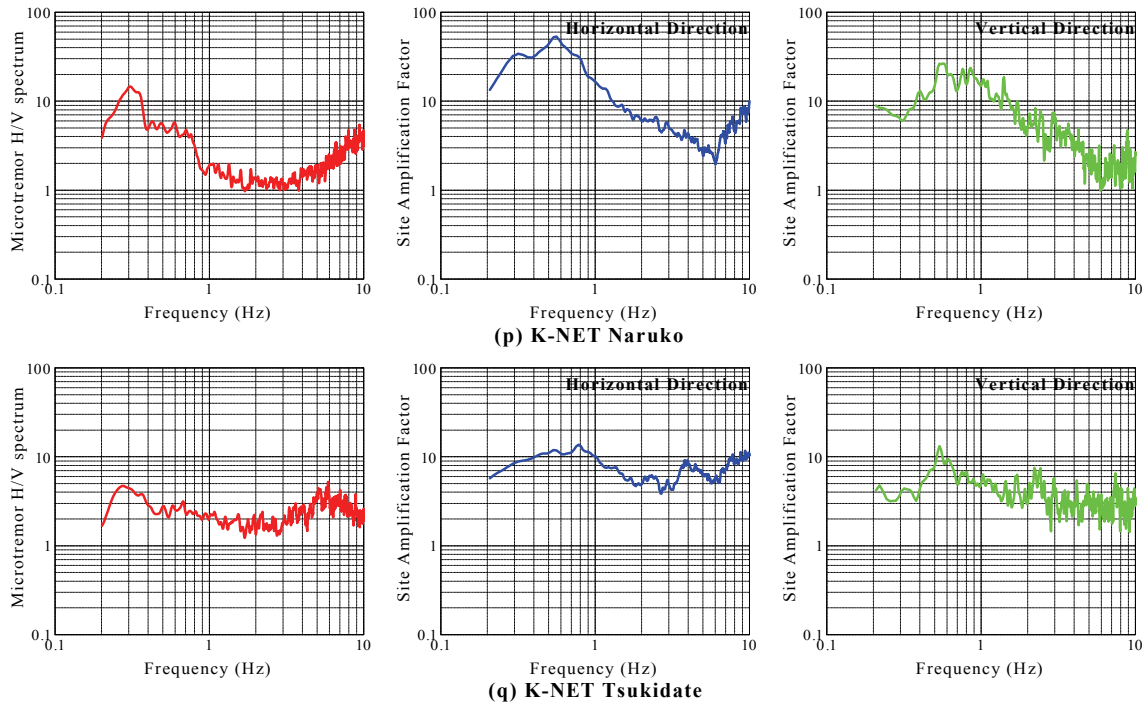 Microtremor H/V spectrum
100
10
1
0.1
0.1
1
10
Frequency (Hz)
Horizontal Direction
Site Amplification Factor
100
10
1
0.1
0.1
1
10
Frequency (Hz)
Vertical Direction
Site Amplification Factor
100
10
1
0.1
0.1
1
10
Frequency (Hz)
(p) K-NET Naruko
Microtremor H/V spectrum
100
10
1
0.1
0.1
1
10
Frequency (Hz)
Horizontal Direction
Site Amplification Factor
100
10
1
0.1
0.1
1
10
Frequency (Hz)
Vertical Direction
Site Amplification Factor
100
10
1
0.1
0.1
1
10
Frequency (Hz)
(q) K-NET Tsukidate